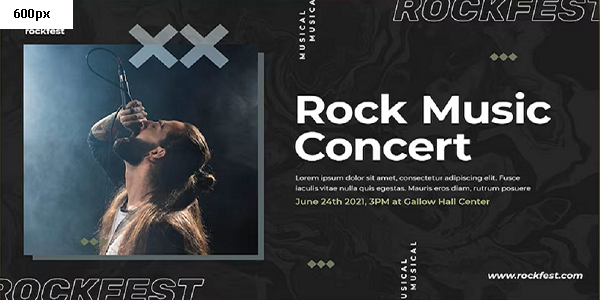 600px
rockfest
ROCKFEST
MUSICAL
MUSICAL
XX
Rock Music
Concert
Lorem ipsum dolor sit amet, consectetur adipiscing elit. Fusce
iaculis vitae nulla quis egestas. Mauris eros diam, rutrum posuere
June 24th 2021, 3PM at Gallow Hall Center
USICAL
MUSICAL
www.rockfest.com
ROCKFEST